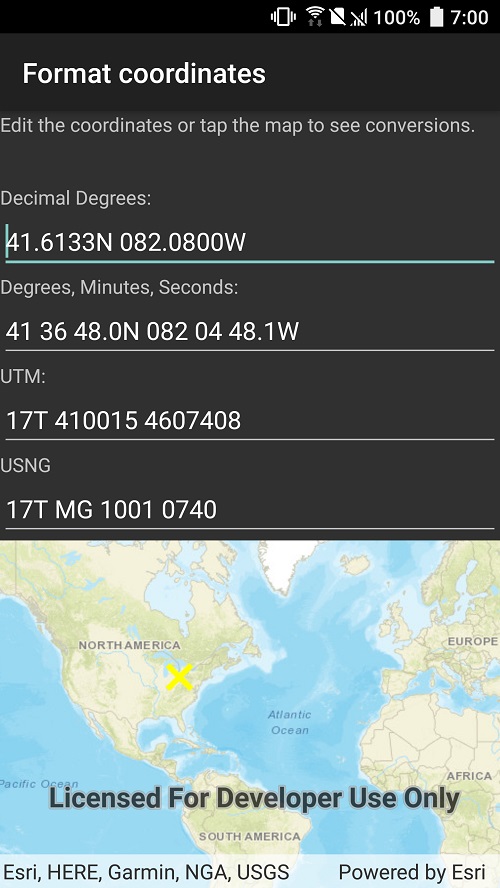 100% 7:00
Format coordinates
Edit the coordinates or tap the map to see conversions.
Decimal Degrees:
41.6133N 082.0800W
Degrees, Minutes, Seconds:
41 36 48.0N 082 04 48.1W
UTM:
17T 410015 4607408
USNG
17T MG 1001 0740
NORTH AMERICA
EUROPE
Atlantic
Ocean
AFRICA
Pacific Ocean
Licensed For Developer Use Only
SOUTH AMERICA
Esri, HERE, Garmin, NGA, USGS Powered by Esri